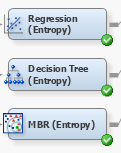 Regression
(Entropy)
Decision Tree
(Entropy)
MBR (Entropy)